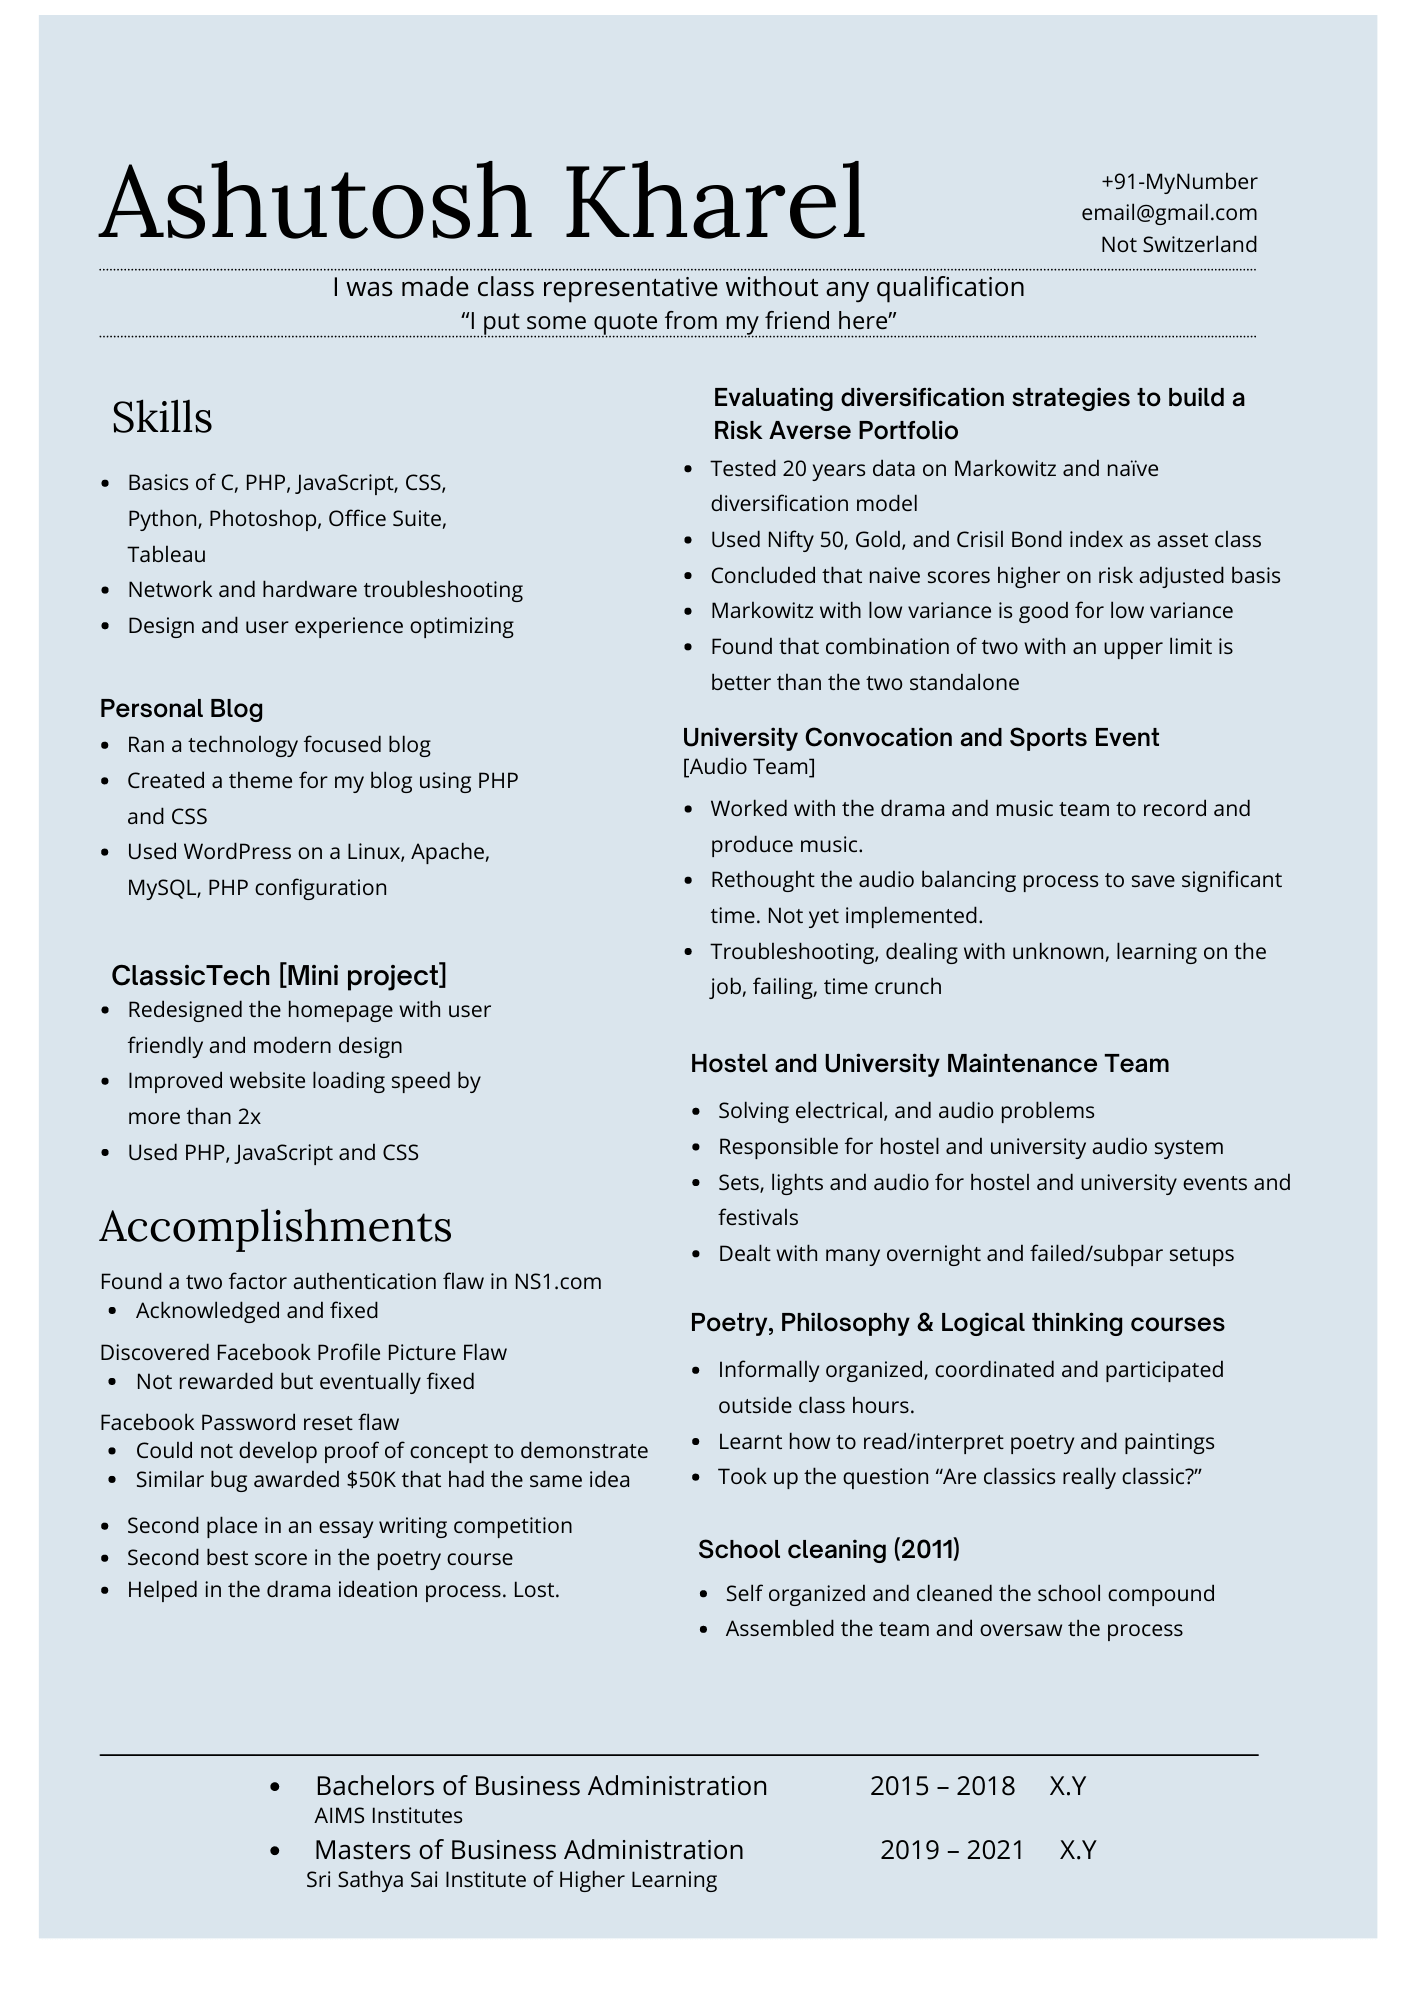 Ashutosh Kharel
+91-MyNumber
email@gmail.com
Not Switzerland
I was made class representative without any qualification
“I put some quote from my friend here”
Skills
• Basics of C, PHP, JavaScript, CSS,
Python, Photoshop, Office Suite,
Tableau
• Network and hardware troubleshooting
• Design and user experience optimizing
Personal Blog
• Ran a technology focused blog
• Created a theme for my blog using PHP
and CSS
• Used WordPress on a Linux, Apache,
MySQL, PHP configuration
ClassicTech [Mini project]
• Redesigned the homepage with user
friendly and modern design
• Improved website loading speed by
more than 2x
• Used PHP, JavaScript and CSS
Accomplishments
Found a two factor authentication flaw in NS1.com
• Acknowledged and fixed
Discovered Facebook Profile Picture Flaw
• Not rewarded but eventually fixed
Facebook Password reset flaw
• Could not develop proof of concept to demonstrate
• Similar bug awarded $50K that had the same idea
• Second place in an essay writing competition
• Second best score in the poetry course
• Helped in the drama ideation process. Lost.
Evaluating diversification strategies to build a
Risk Averse Portfolio
• Tested 20 years data on Markowitz and naïve
diversification model
• Used Nifty 50, Gold, and Crisil Bond index as asset class
• Concluded that naive scores higher on risk adjusted basis
• Markowitz with low variance is good for low variance
• Found that combination of two with an upper limit is
better than the two standalone
University Convocation and Sports Event
[Audio Team]
• Worked with the drama and music team to record and
produce music.
• Rethought the audio balancing process to save significant
time. Not yet implemented.
• Troubleshooting, dealing with unknown, learning on the
job, failing, time crunch
Hostel and University Maintenance Team
• Solving electrical, and audio problems
• Responsible for hostel and university audio system
• Sets, lights and audio for hostel and university events and
festivals
• Dealt with many overnight and failed/subpar setups
Poetry, Philosophy & Logical thinking courses
• Informally organized, coordinated and participated
outside class hours.
• Learnt how to read/interpret poetry and paintings
• Took up the question “Are classics really classic?”
School cleaning (2011)
• Self organized and cleaned the school compound
• Assembled the team and oversaw the process
• Bachelors of Business Administration 2015 – 2018 X.Y
AIMS Institutes
• Masters of Business Administration 2019 – 2021 X.Y
Sri Sathya Sai Institute of Higher Learning